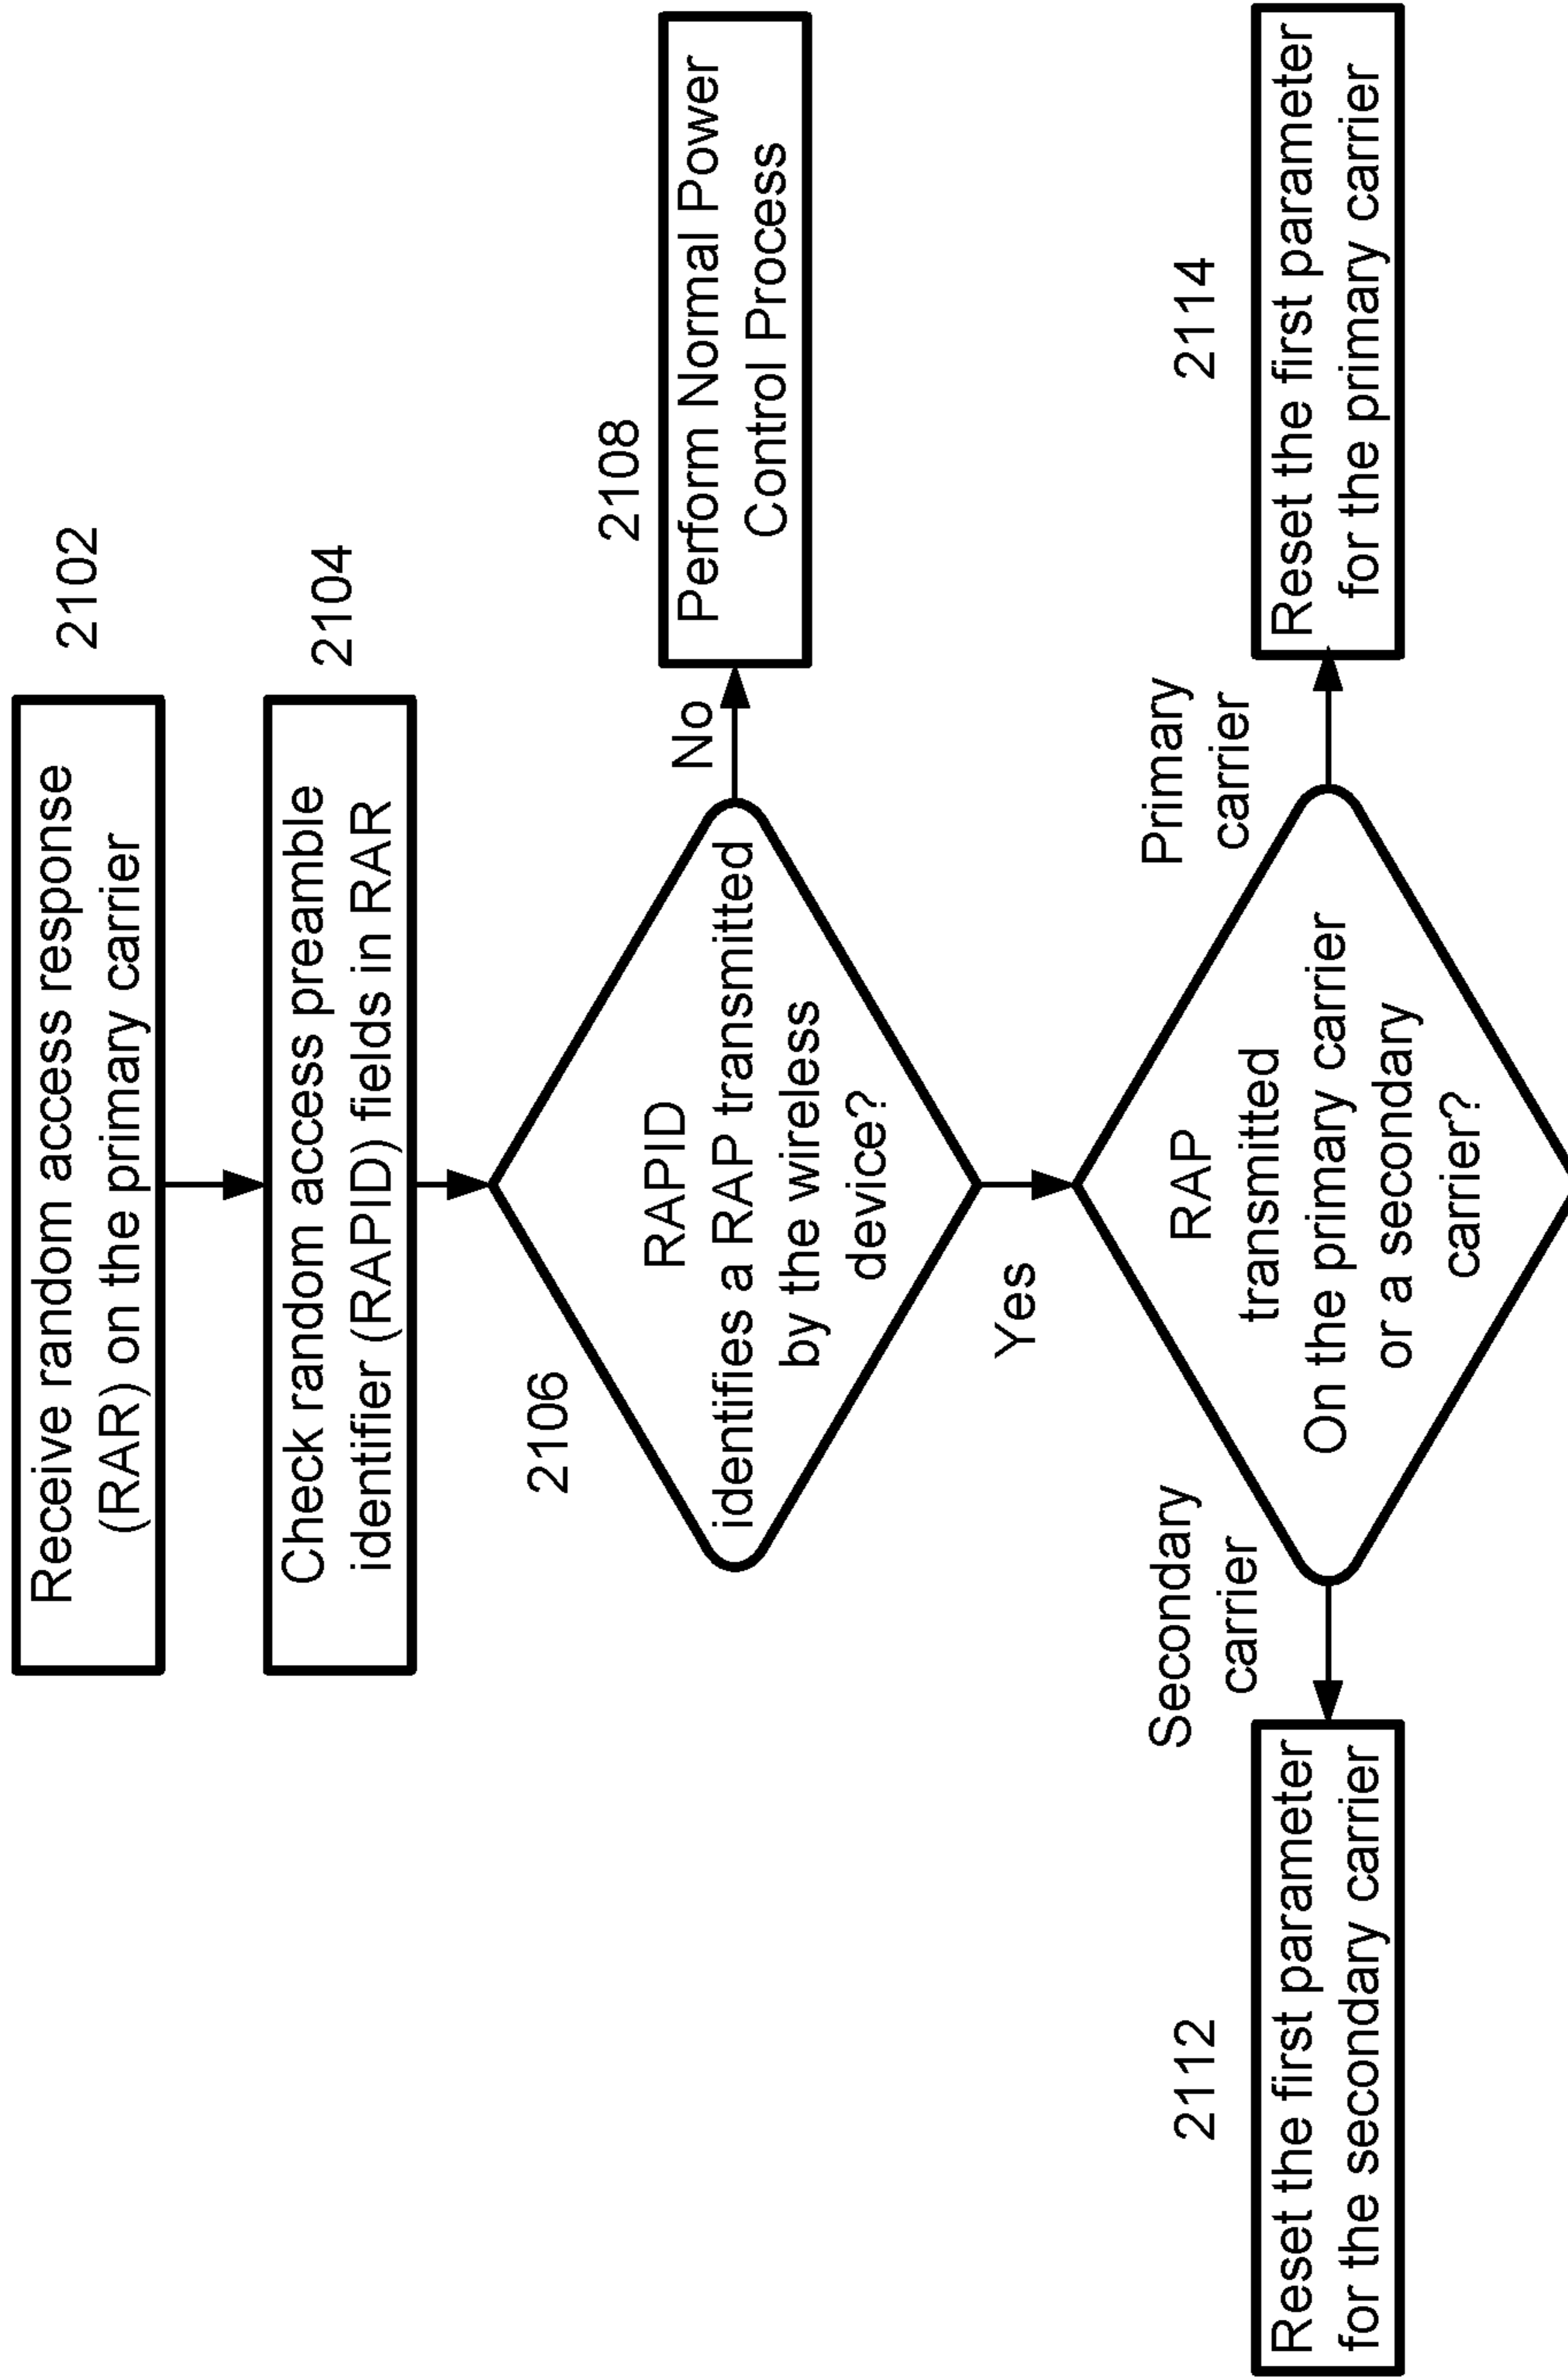 2102
Receive random access response
(RAR) on the primary carrier
2104
Check random access preamble
identifier (RAPID) fields in RAR
2106
RAPID
identifies a RAP transmitted
by the wireless
device?
No
2108
Perform Normal Power
Control Process
Yes
RAP
transmitted
On the primary carrier
or a secondary
carrier?
Secondary
carrier
2112
Reset the first parameter
for the secondary carrier
Primary
carrier
2114
Reset the first parameter
for the primary carrier